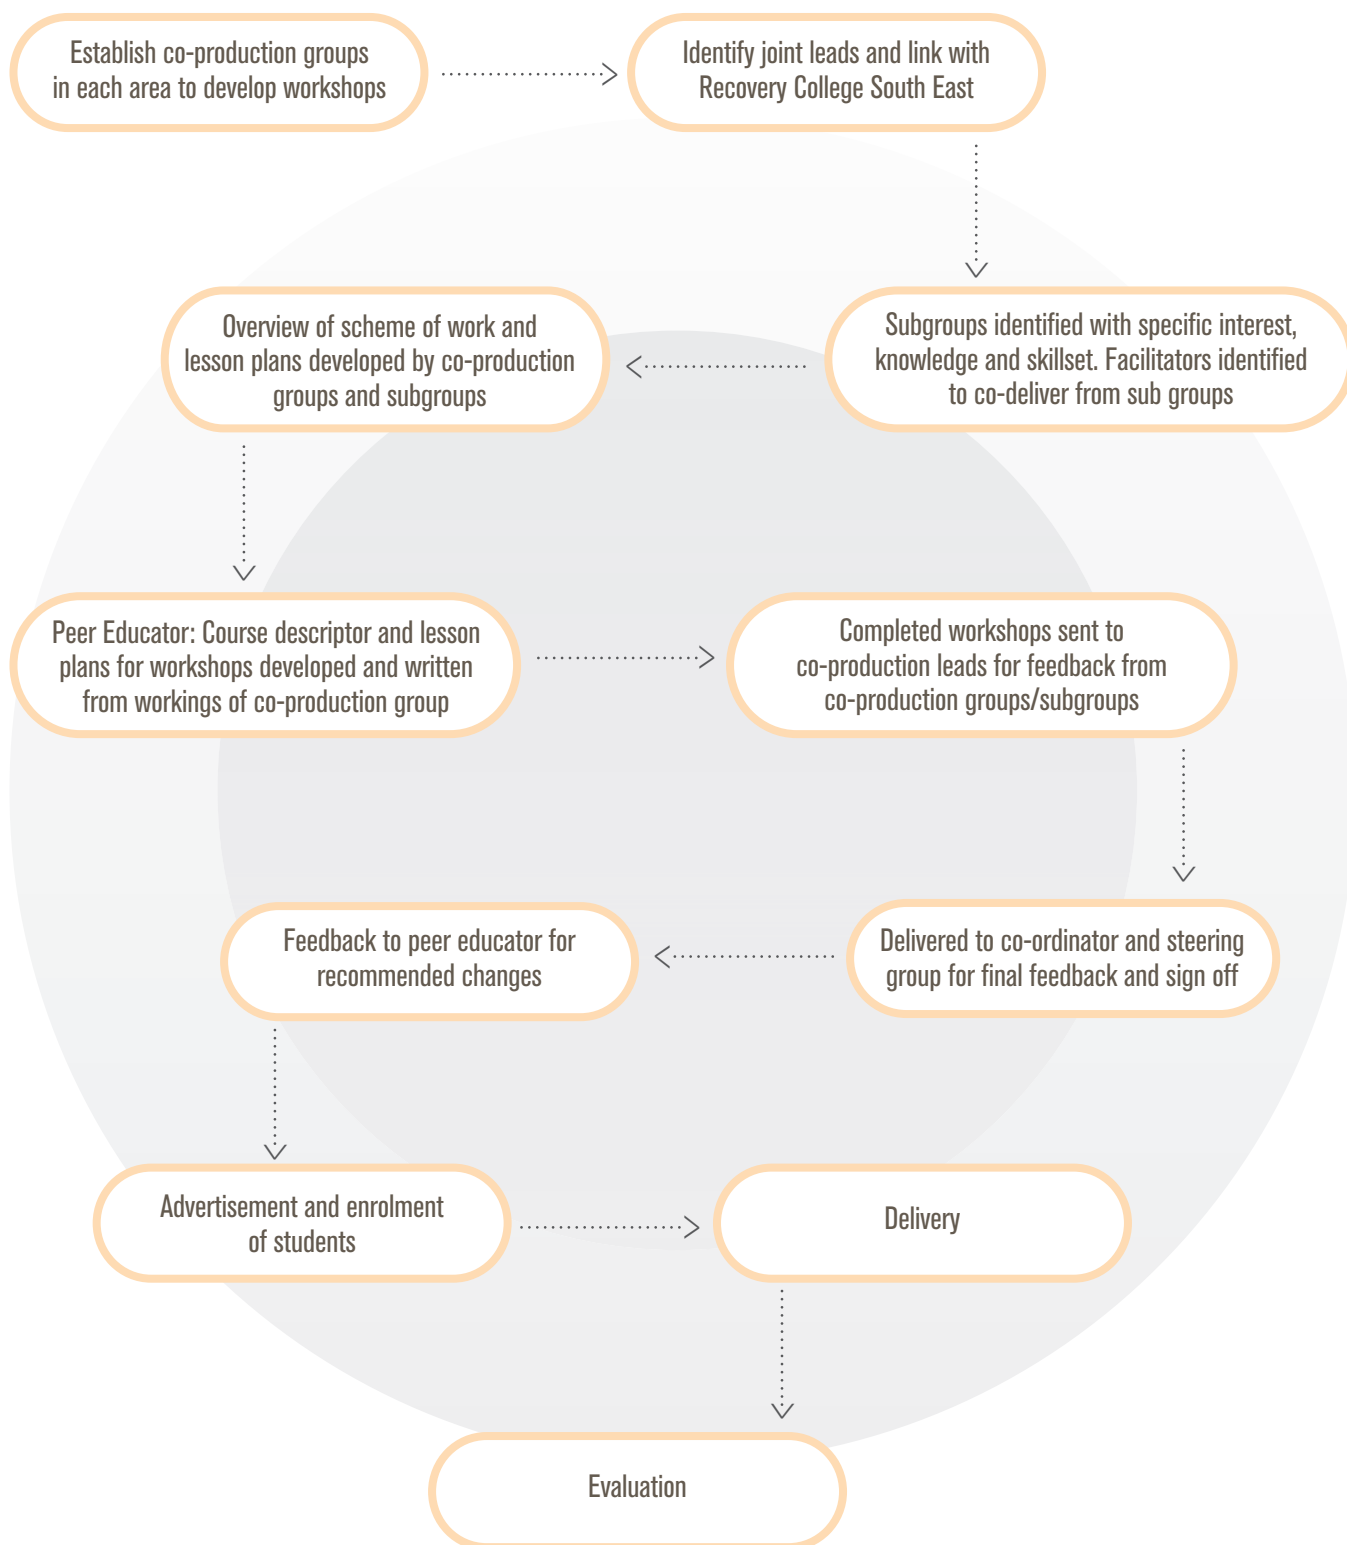 Establish co-production groups
in each area to develop workshops
Identify joint leads and link with
Recovery College South East
Subgroups identified with specific interest,
knowledge and skillset. Facilitators identified
to co-deliver from sub groups
Overview of scheme of work and
lesson plans developed by co-production
groups and subgroups
Peer Educator: Course descriptor and lesson
plans for workshops developed and written
from workings of co-production group
Completed workshops sent to
co-production leads for feedback from
co-production groups/subgroups
Delivered to co-ordinator and steering
group for final feedback and sign off
Feedback to peer educator for
recommended changes
Advertisement and enrolment
of students
Delivery
Evaluation